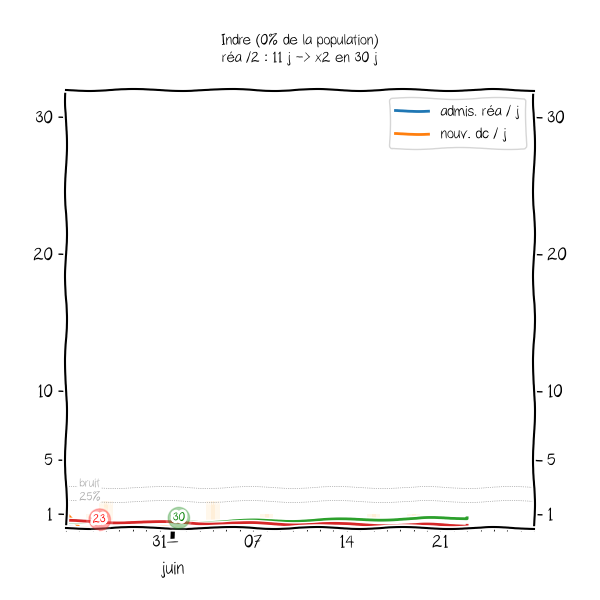 Indre (0% de la population)
réa /2 : 11 j -> x2 en 30 j
admis. réa / j
nouv. dc / j
30
30
20
20
10
10
5
5
bruit
25%
1
23
30
1
31
07
14
21
juin